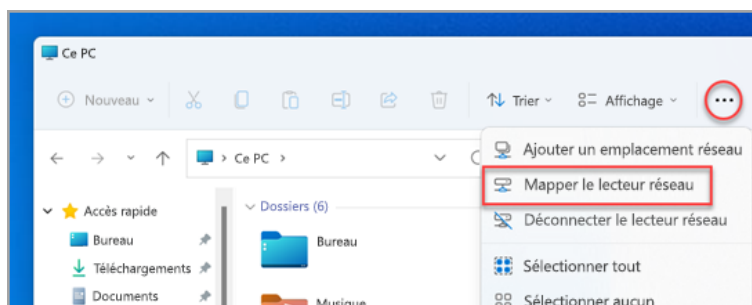 Ce PC
Nouveau
Trier
Affichage
Ce PC
Ajouter un emplacement réseau
Mapper le lecteur réseau
Déconnecter le lecteur réseau
Sélectionner tout
Sélectionner aucun
Accès rapide
Bureau
Téléchargements
Documents
Dossiers (6)
Bureau
Musique